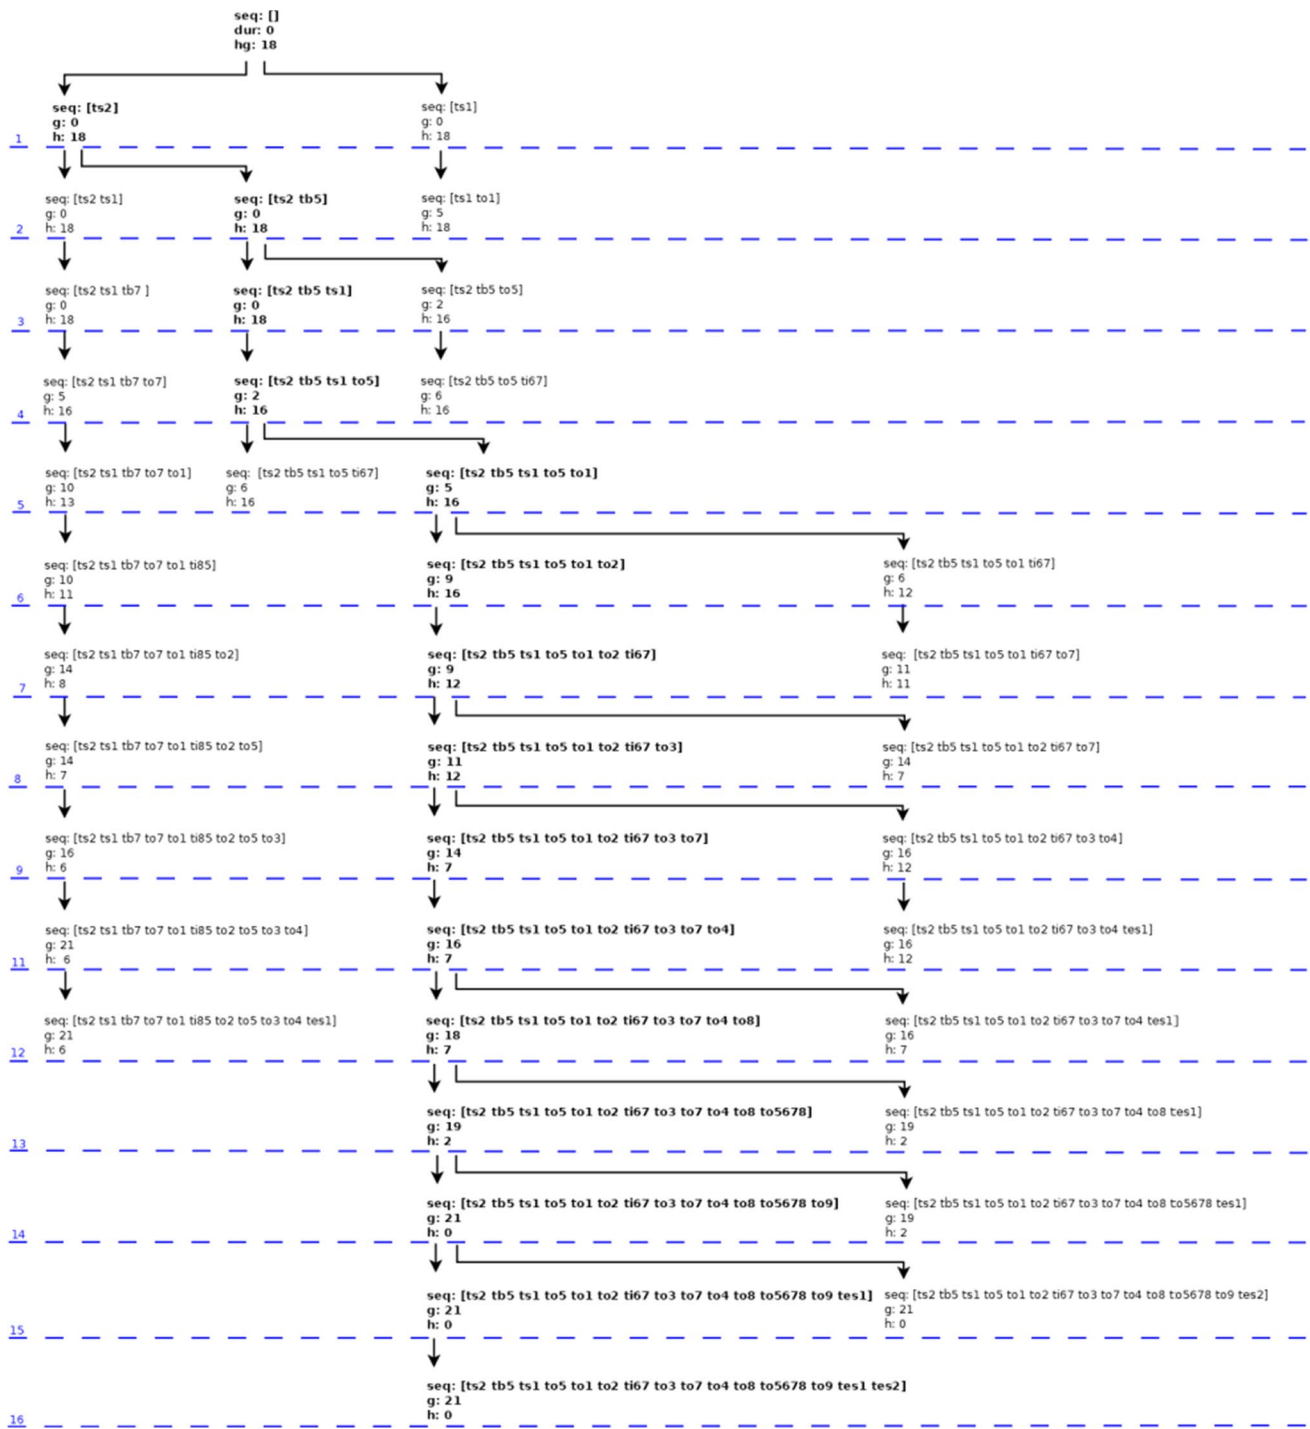 seq: []
dur: 0
hg: 18
seq: [ts2]
g: 0
h: 18
seq: [ts1]
g: 0
h: 18
1
seq: [ts2 ts1]
g: 0
h: 18
seq: [ts2 tb5]
g: 0
h: 18
seq: [ts1 to1]
g: 5
h: 18
2
seq: [ts2 ts1 tb7 ]
g: 0
h: 18
seq: [ts2 tb5 ts1]
g: 0
h: 18
seq: [ts2 tb5 to5]
g: 2
h: 16
3
seq: [ts2 ts1 tb7 to7]
g: 5
h: 16
seq: [ts2 tb5 ts1 to5]
g: 2
h: 16
seq: [ts2 tb5 to5 ti67]
g: 6
h: 16
4
seq: [ts2 ts1 tb7 to7 to1]
g: 10
h: 13
seq: [ts2 tb5 ts1 to5 ti67]
g: 6
h: 16
seq: [ts2 tb5 ts1 to5 to1]
g: 5
h: 16
5
seq: [ts2 ts1 tb7 to7 to1 ti85]
g: 10
h: 11
seq: [ts2 tb5 ts1 to5 to1 to2]
g: 9
h: 16
seq: [ts2 tb5 ts1 to5 to1 ti67]
g: 6
h: 12
6
seq: [ts2 ts1 tb7 to7 to1 ti85 to2]
g: 14
h: 8
seq: [ts2 tb5 ts1 to5 to1 to2 ti67]
g: 9
h: 12
seq: [ts2 tb5 ts1 to5 to1 ti67 to7]
g: 11
h: 11
7
seq: [ts2 ts1 tb7 to7 to1 ti85 to2 to5]
g: 14
h: 7
seq: [ts2 tb5 ts1 to5 to1 to2 ti67 to3]
g: 11
h: 12
seq: [ts2 tb5 ts1 to5 to1 to2 ti67 to7]
g: 14
h: 7
8
seq: [ts2 ts1 tb7 to7 to1 ti85 to2 to5 to3]
g: 16
h: 6
seq: [ts2 tb5 ts1 to5 to1 to2 ti67 to3 to7]
g: 14
h: 7
seq: [ts2 tb5 ts1 to5 to1 to2 ti67 to3 to4]
g: 16
h: 12
9
seq: [ts2 ts1 tb7 to7 to1 ti85 to2 to5 to3 to4]
g: 21
h: 6
seq: [ts2 tb5 ts1 to5 to1 to2 ti67 to3 to7 to4]
g: 16
h: 7
seq: [ts2 tb5 ts1 to5 to1 to2 ti67 to3 to4 tes1]
g: 16
h: 12
11
seq: [ts2 ts1 tb7 to7 to1 ti85 to2 to5 to3 to4 tes1]
g: 21
h: 6
seq: [ts2 tb5 ts1 to5 to1 to2 ti67 to3 to7 to4 to8]
g: 18
h: 7
seq: [ts2 tb5 ts1 to5 to1 to2 ti67 to3 to7 to4 tes1]
g: 16
h: 7
12
seq: [ts2 tb5 ts1 to5 to1 to2 ti67 to3 to7 to4 to8 to5678]
g: 19
h: 2
seq: [ts2 tb5 ts1 to5 to1 to2 ti67 to3 to7 to4 to8 tes1]
g: 19
h: 2
13
seq: [ts2 tb5 ts1 to5 to1 to2 ti67 to3 to7 to4 to8 to5678 to9]
g: 21
h: 0
seq: [ts2 tb5 ts1 to5 to1 to2 ti67 to3 to7 to4 to8 to5678 tes1]
g: 19
h: 2
14
seq: [ts2 tb5 ts1 to5 to1 to2 ti67 to3 to7 to4 to8 to5678 to9 tes1]
g: 21
h: 0
seq: [ts2 tb5 ts1 to5 to1 to2 ti67 to3 to7 to4 to8 to5678 to9 tes2]
g: 21
h: 0
15
seq: [ts2 tb5 ts1 to5 to1 to2 ti67 to3 to7 to4 to8 to5678 to9 tes1 tes2]
g: 21
h: 0
16